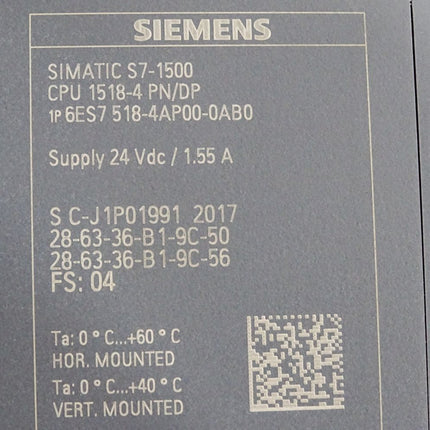 SIEMENS
SIMATIC S7-1500
CPU 1518-4 PN/DP
1P 6ES7 518-4AP00-0AB0
Supply 24 Vdc / 1.55 A
S C-J1P01991 2017
28-63-36-B1-9C-50
28-63-36-B1-9C-56
FS: 04
Ta: 0 ° C...+60 ° C
HOR. MOUNTED
Ta: 0 ° C...+40 ° C
VERT. MOUNTED